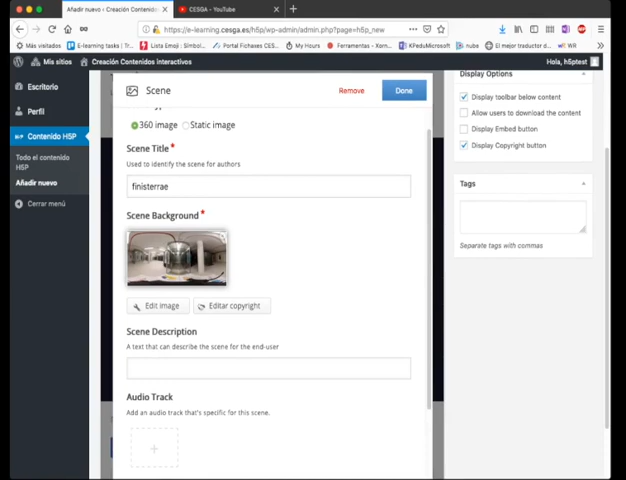 Añadir nuevo ‹ Creación Contenidos
CESGA - YouTube
https://e-learning.cesga.es/h5p/wp-admin/admin.php?page=h5p_new
Más visitados
E-learning tasks | Tri...
Lista Emoji · Símbol...
Portal Fichajes CES...
My Hours
Ferramentas - Xorn...
KPeduMicrosoft
nube
El mejor traductor d...
WR
Mis sitios
Creación Contenidos interactivos
Hola, h5ptest
Escritorio
Perfil
Contenido H5P
Todo el contenido
H5P
Añadir nuevo
Cerrar menú
Scene
Remove
Done
360 image
Static image
Scene Title*
Used to identify the scene for authors
finisterrae
Scene Background*
Edit image
Editar copyright
Scene Description
A text that can describe the scene for the end-user
Audio Track
Add an audio track that's specific for this scene.
Display Options
Display toolbar below content
Allow users to download the content
Display Embed button
Display Copyright button
Tags
Separate tags with commas